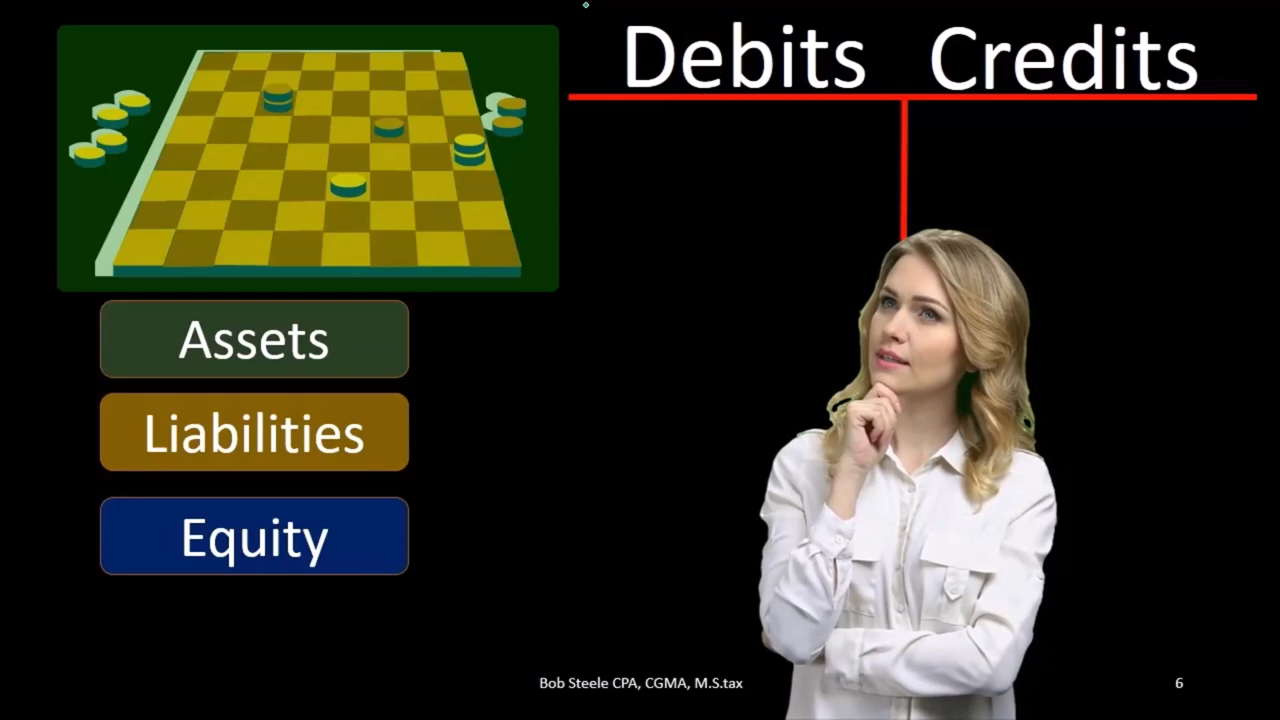 Debits Credits
Assets
Liabilities
Equity
Bob Steele CPA, CGMA, M.S.tax
6